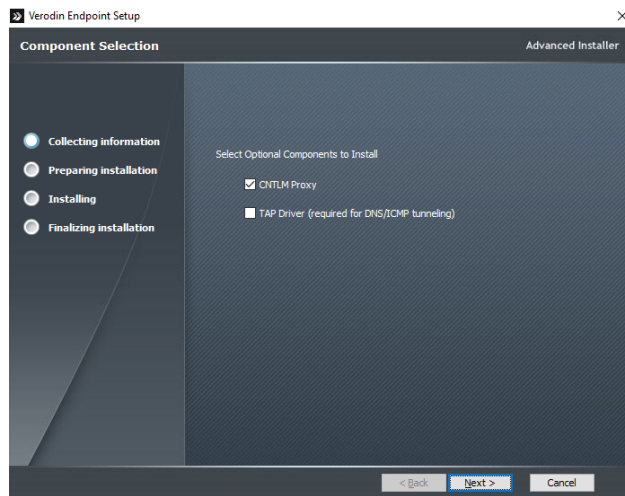 Verodin Endpoint Setup
Component Selection
Advanced Installer
Collecting information
Preparing installation
Installing
Finalizing installation
Select Optional Components to Install
CNTLM Proxy
TAP Driver (required for DNS/ICMP tunneling)
< Back
Next >
Cancel